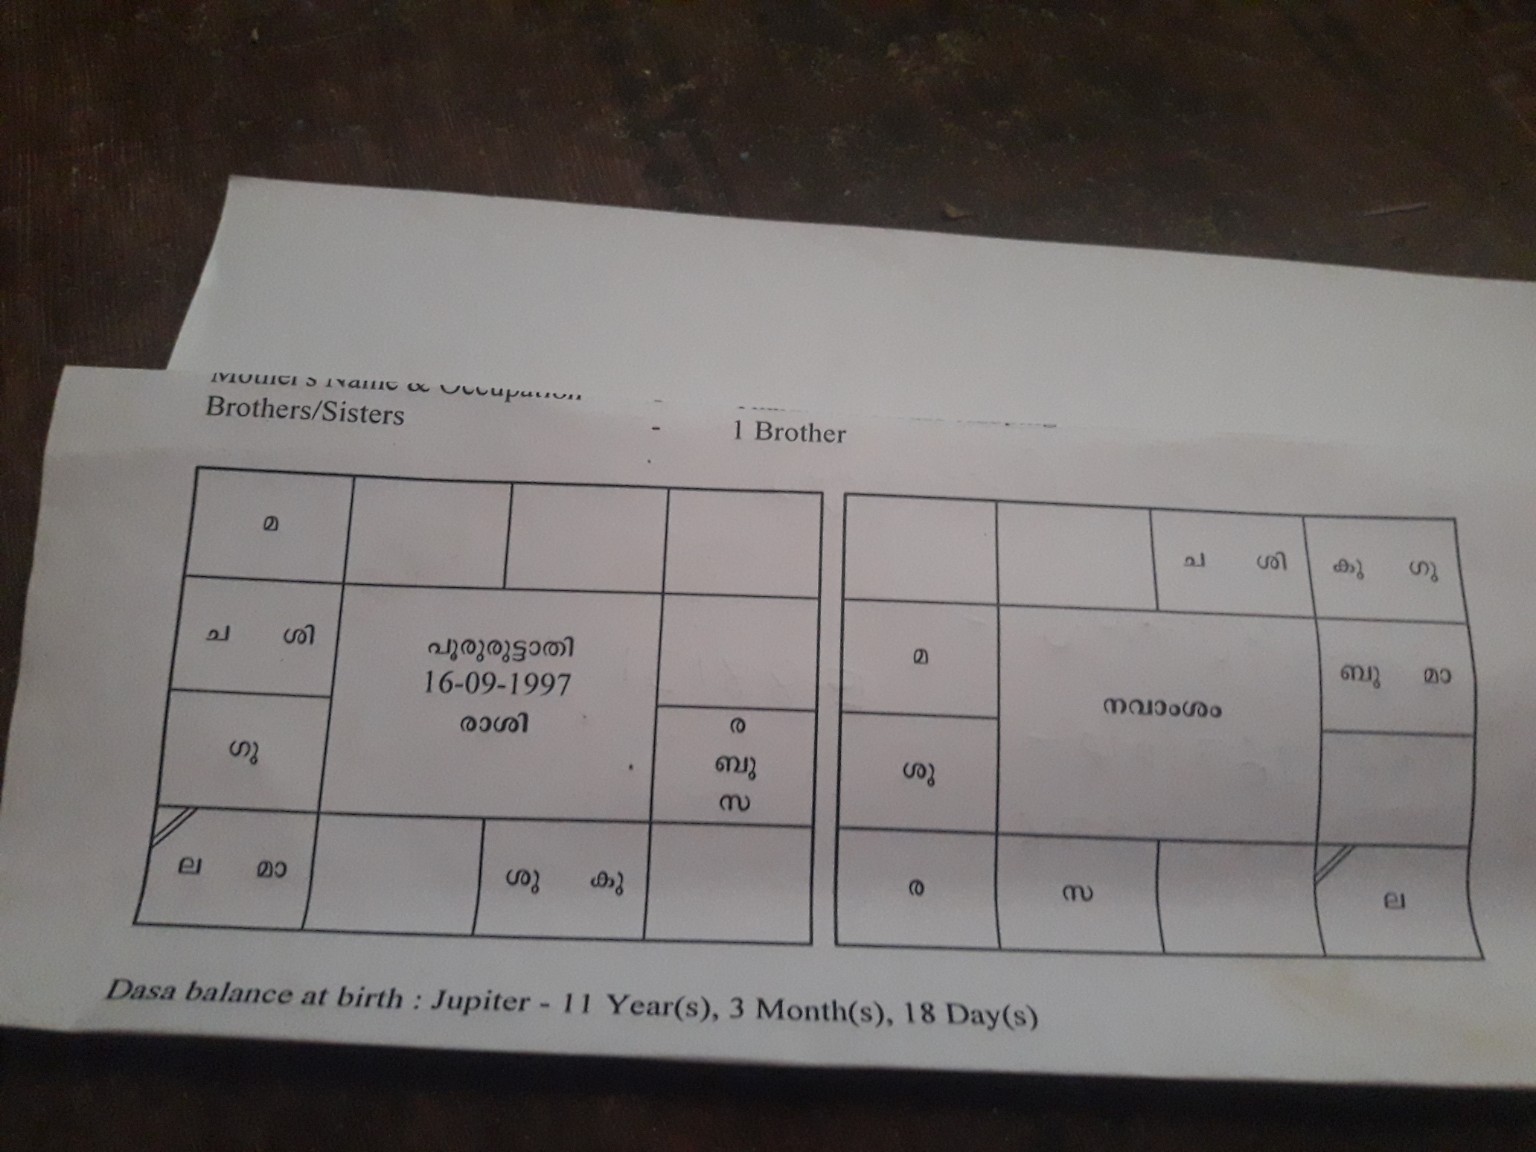 Mother's Name & Occupation -
Brothers/Sisters - 1 Brother
മ
ച ശി
ഗു
ല മാ
ശു കു
ര
ബു
സ
പൂരുരുട്ടാതി
16-09-1997
രാശി
ച ശി
കു ഗു
മ
ബു മാ
ശു
ര
സ
ല
നവാംശം
Dasa balance at birth : Jupiter - 11 Year(s), 3 Month(s), 18 Day(s)